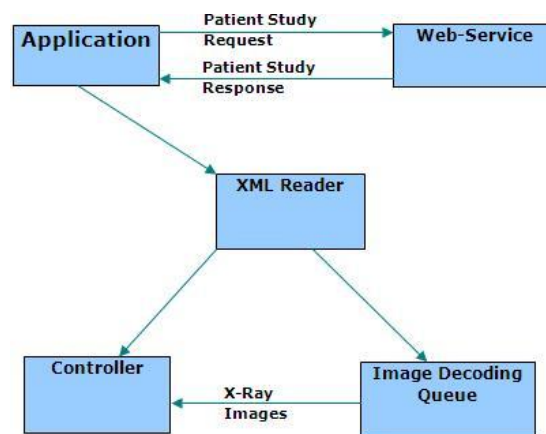 Application
Patient Study
Request
Web-Service
Patient Study
Response
XML Reader
Controller
X-Ray
Images
Image Decoding
Queue